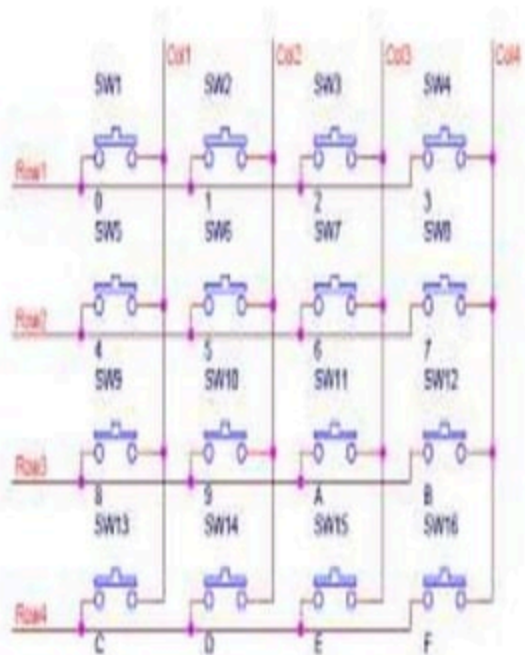 Col1 Col2 Col3 Col4
SW1 SW2 SW3 SW4
Row1
0 1 2 3
SW5 SW6 SW7 SW8
Row2
4 5 6 7
SW9 SW10 SW11 SW12
Row3
8 9 A B
SW13 SW14 SW15 SW16
Row4
C D E F